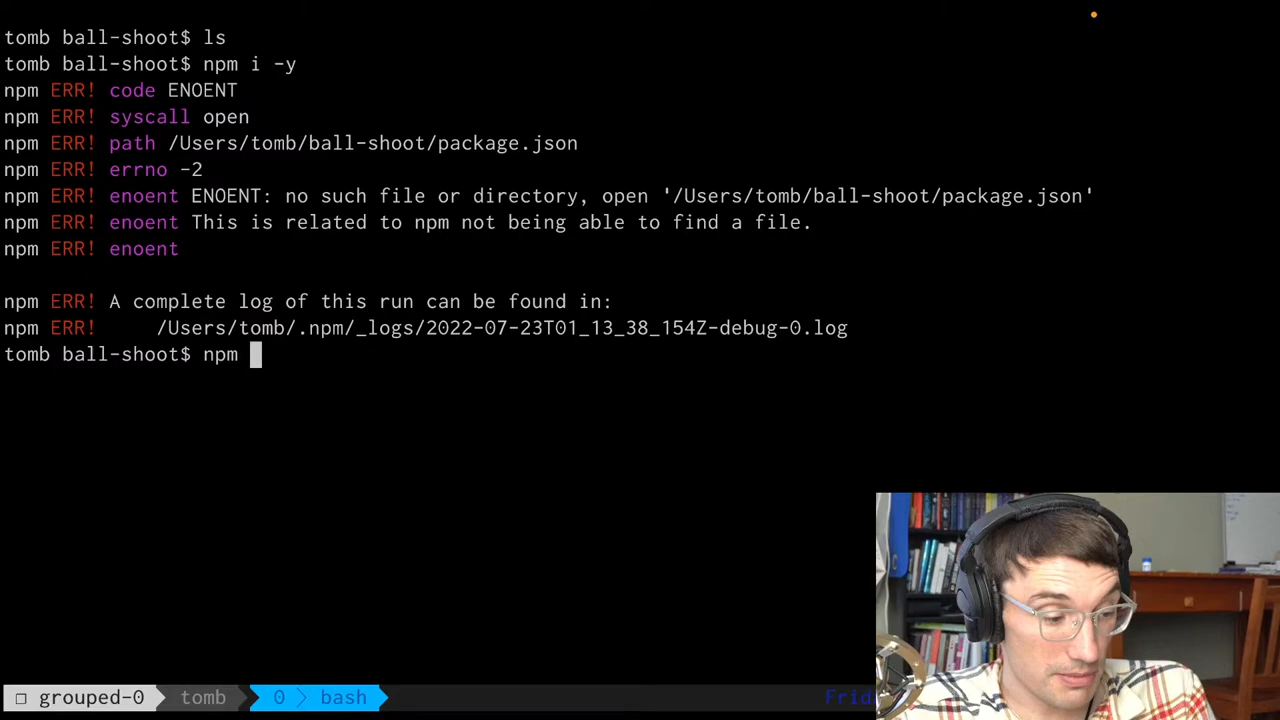 tomb ball-shoot$ ls
tomb ball-shoot$ npm i -y
npm ERR! code ENOENT
npm ERR! syscall open
npm ERR! path /Users/tomb/ball-shoot/package.json
npm ERR! errno -2
npm ERR! enoent ENOENT: no such file or directory, open '/Users/tomb/ball-shoot/package.json'
npm ERR! enoent This is related to npm not being able to find a file.
npm ERR! enoent
npm ERR! A complete log of this run can be found in:
npm ERR!     /Users/tomb/.npm/_logs/2022-07-23T01_13_38_154Z-debug-0.log
tomb ball-shoot$ npm
grouped-0 tomb 0 bash